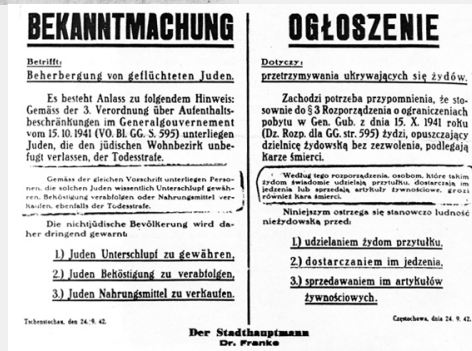 BEKANNTMACHUNG
Betrifft:
Beherbergung von geflüchteten Juden.
Es besteht Anlass zu folgendem Hinweis:
Gemäss der 3. Verordnung über Aufenthalts-
beschränkungen im Generalgouvernement
vom 15.10.1941 (VO. Bl. GG. S. 595) unterliegen
Juden, die den jüdischen Wohnbezirk unbe-
fugt verlassen, der Todesstrafe.
Gemäss der gleichen Vorschrift unterliegen Perso-
nen, die solchen Juden wissentlich Unterschlupf gewäh-
ren, Beköstigung verabfolgen oder Nahrungsmittel ver-
kaufen, ebenfalls der Todesstrafe.
Die nichtjüdische Bevölkerung wird da-
her dringend gewarnt
1.) Juden Unterschlupf zu gewähren,
2.) Juden Beköstigung zu verabfolgen,
3.) Juden Nahrungsmittel zu verkaufen.
Tschenstochau, den 24. 9. 42.
OGŁOSZENIE
Dotyczy:
przetrzymywania ukrywających się żydów.
Zachodzi potrzeba przypomnienia, że sto-
sownie do § 3 Rozporządzenia o ograniczeniach
pobytu w Gen. Gub. z dnia 15. X. 1941 roku
(Dz. Rozp. dla GG. str. 595) żydzi, opuszczający
dzielnicę żydowską bez zezwolenia, podlegają
karze śmierci.
Według tego rozporządzenia, osobom, które takim
żydom świadomie udzielają przytułku, dostarczają im
jedzenia lub sprzedają artykuły żywnościowe, grozi
również kara śmierci.
Niniejszym ostrzega się stanowczo ludność
nieżydowską przed:
1.) udzielaniem żydom przytułku,
2.) dostarczaniem im jedzenia,
3.) sprzedawaniem im artykułów
żywnościowych.
Częstochowa, dnia 24. 9. 42.
Der Stadthauptmann
Dr. Franke